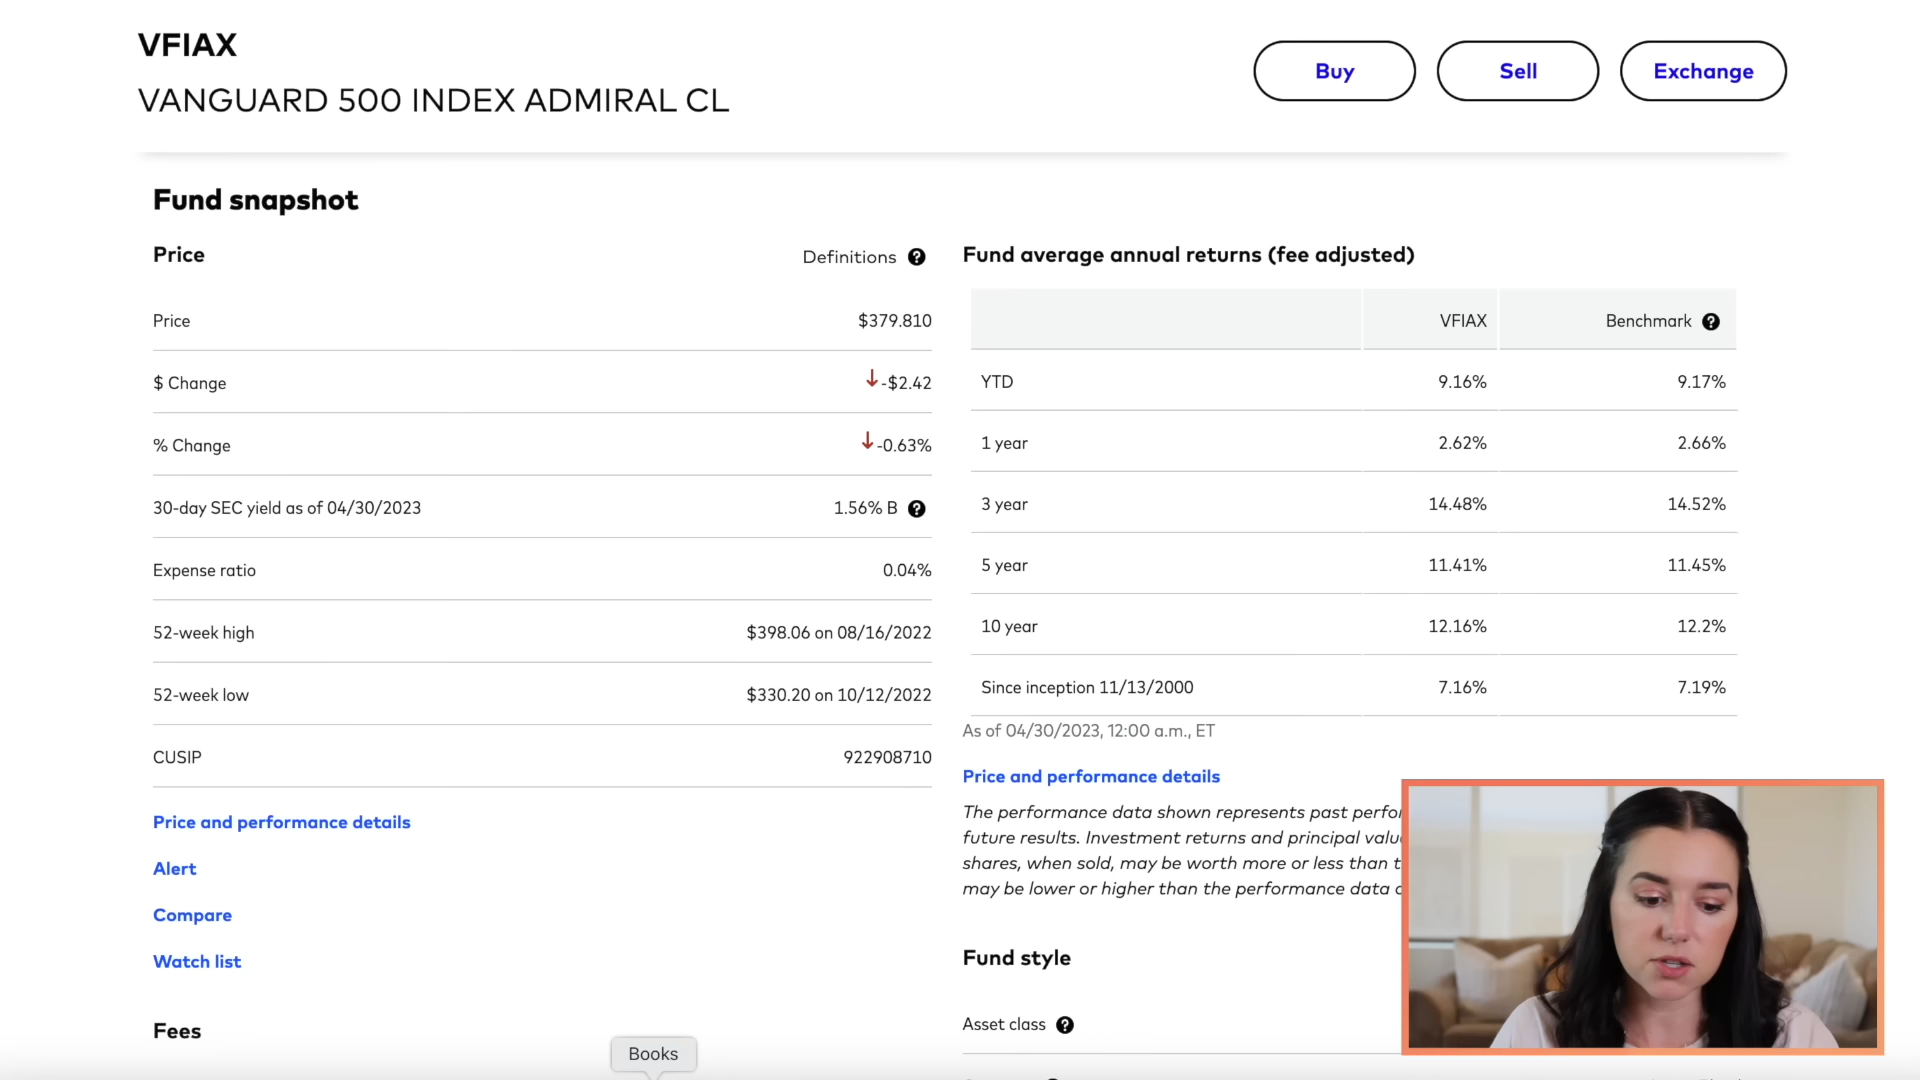 VFIAX
VANGUARD 500 INDEX ADMIRAL CL
Buy
Sell
Exchange
Fund snapshot
Price
Definitions ?
Price $379.810
$ Change -$2.42
% Change -0.63%
30-day SEC yield as of 04/30/2023 1.56% B ?
Expense ratio 0.04%
52-week high $398.06 on 08/16/2022
52-week low $330.20 on 10/12/2022
CUSIP 922908710
Price and performance details
Alert
Compare
Watch list
Fees
Books
Fund average annual returns (fee adjusted)
VFIAX Benchmark ?
YTD 9.16% 9.17%
1 year 2.62% 2.66%
3 year 14.48% 14.52%
5 year 11.41% 11.45%
10 year 12.16% 12.2%
Since inception 11/13/2000 7.16% 7.19%
As of 04/30/2023, 12:00 a.m., ET
Price and performance details
The performance data shown represents past
future results. Investment returns and principal
shares, when sold, may be worth more or less than
may be lower or higher than the performance data
Fund style
Asset class ?